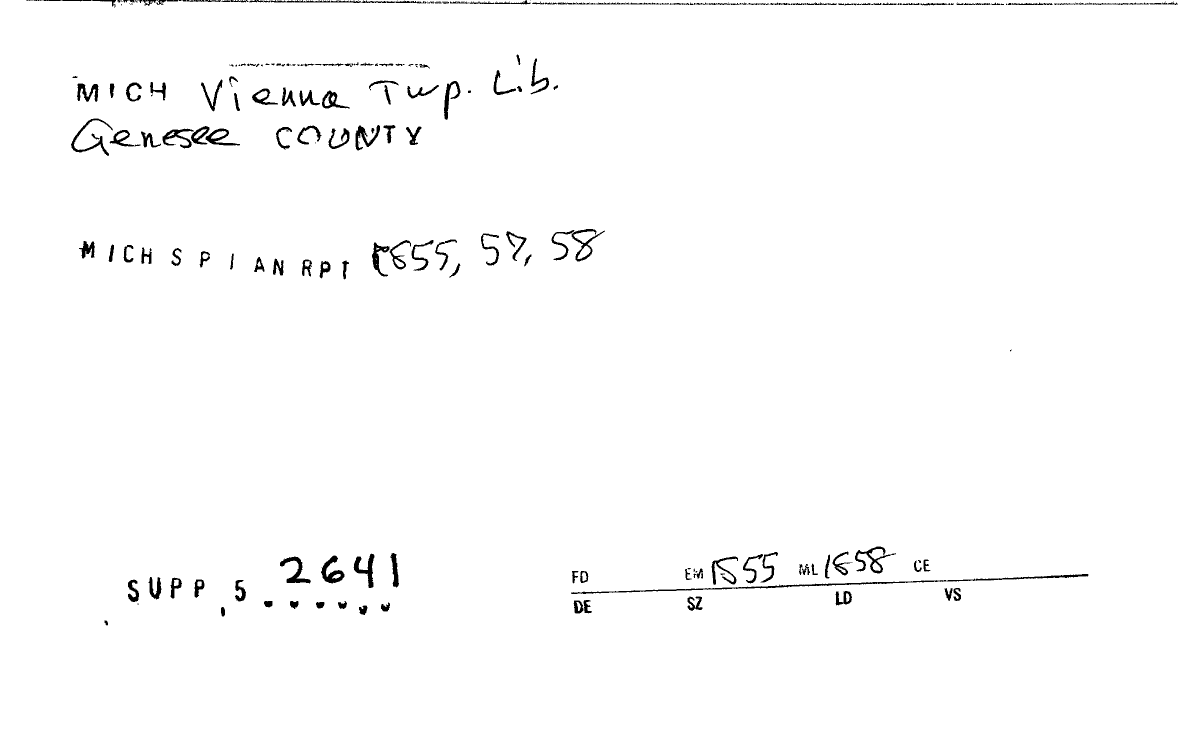 MICH Vienna Twp. Lib.
Genesee COUNTY
MICH S P I AN RPT 1855, 57, 58
SUPP, 5 ...... 2641
FD EM 1855 ML 1858 CE
DE SZ LD VS